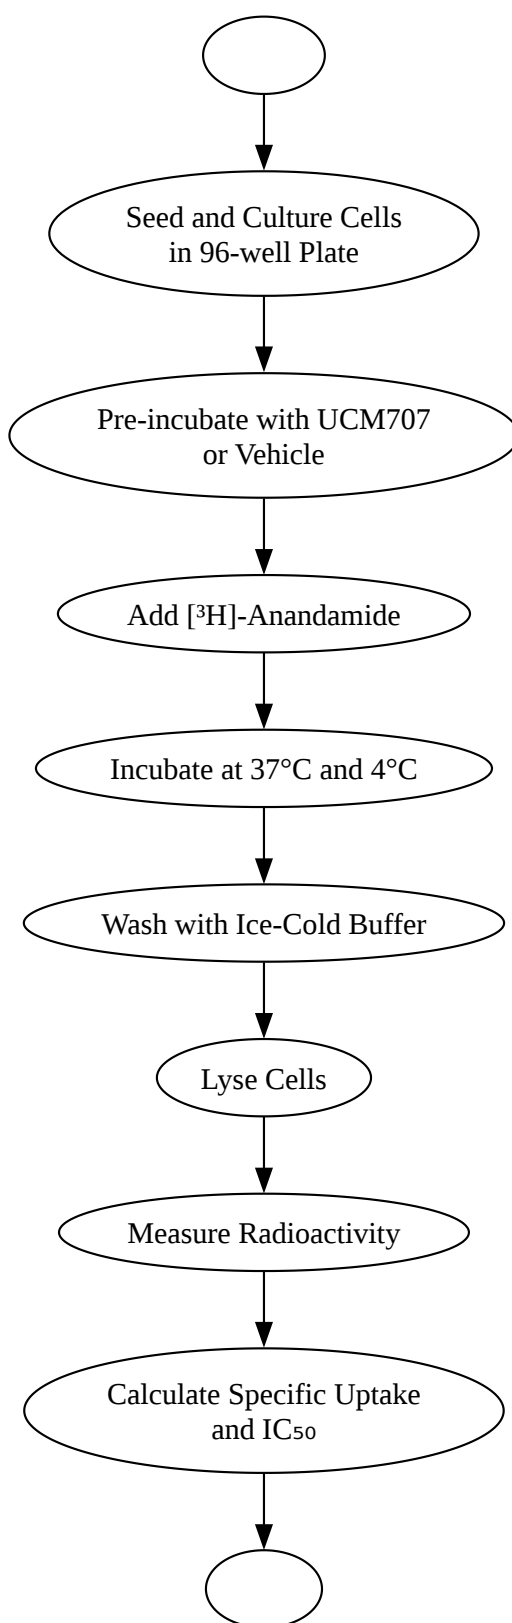 Seed and Culture Cells
in 96-well Plate
Pre-incubate with UCM707
or Vehicle
Add [³H]-Anandamide
Incubate at 37°C and 4°C
Wash with Ice-Cold Buffer
Lyse Cells
Measure Radioactivity
Calculate Specific Uptake
and IC₅₀